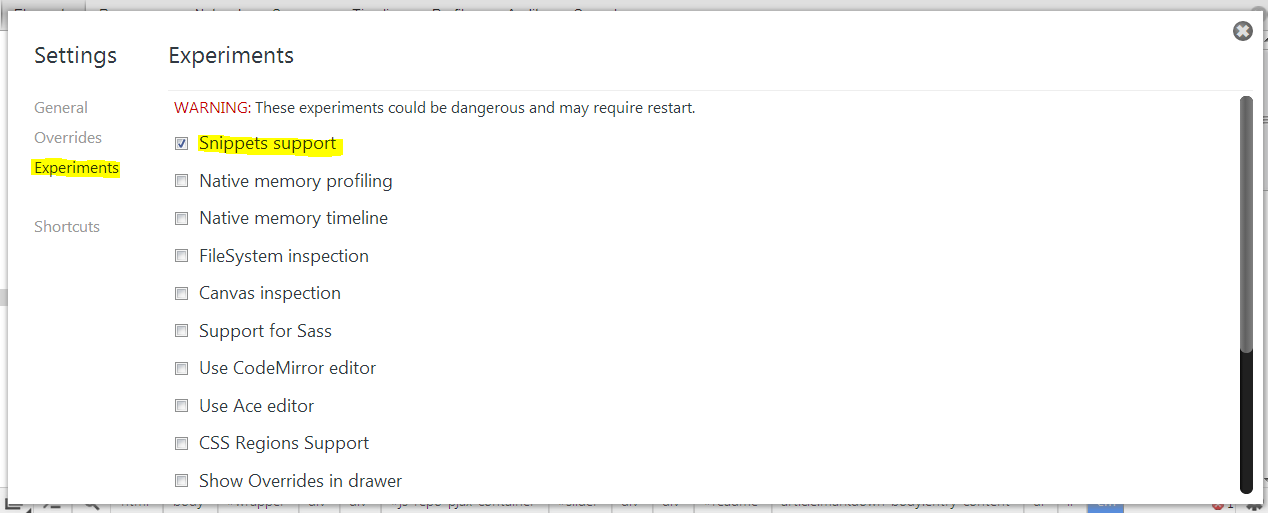 Settings
Experiments
General
Overrides
Experiments
Shortcuts
WARNING: These experiments could be dangerous and may require restart.
Snippets support
Native memory profiling
Native memory timeline
FileSystem inspection
Canvas inspection
Support for Sass
Use CodeMirror editor
Use Ace editor
CSS Regions Support
Show Overrides in drawer